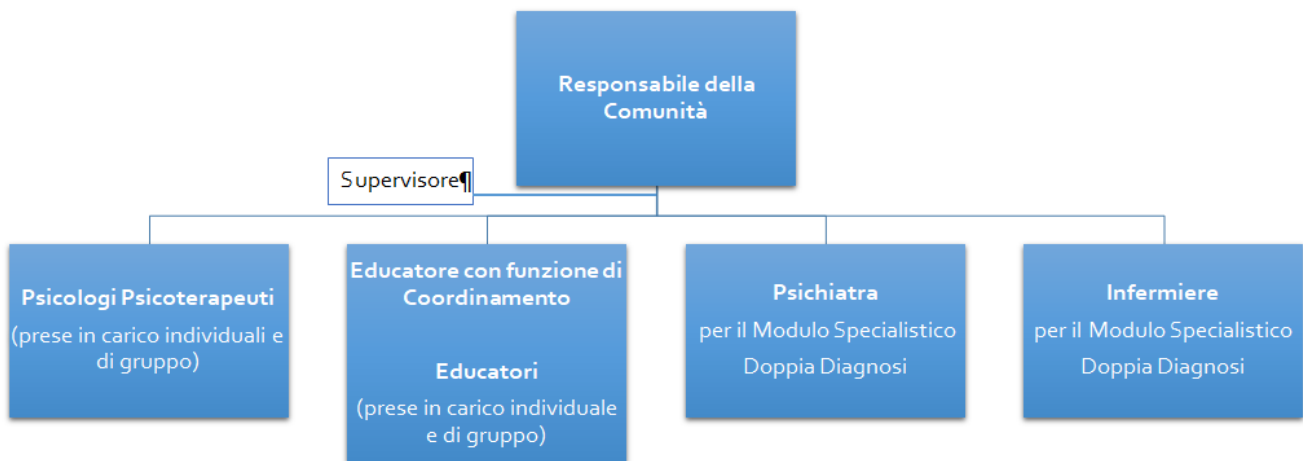 Responsabile della
Comunità
Supervisore¶
Psicologi Psicoterapeuti
(prese in carico individuali e
di gruppo)
Educatore con funzione di
Coordinamento
Educatori
(prese in carico individuale
e di gruppo)
Psichiatra
per il Modulo Specialistico
Doppia Diagnosi
Infermiere
per il Modulo Specialistico
Doppia Diagnosi